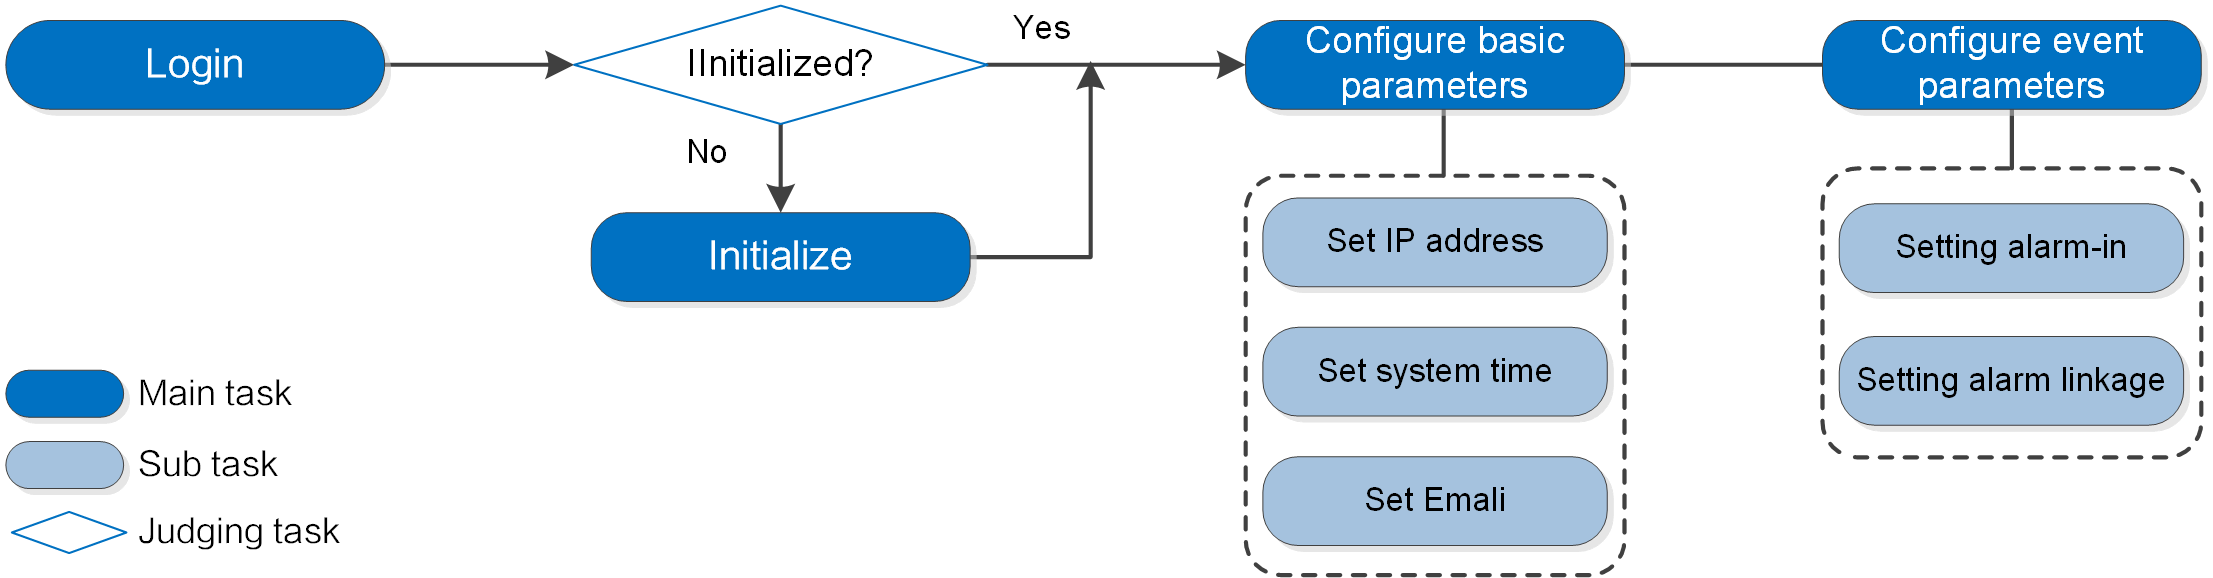 Login
IInitialized?
Yes
No
Initialize
Configure basic
parameters
Set IP address
Set system time
Set Emali
Configure event
parameters
Setting alarm-in
Setting alarm linkage
Main task
Sub task
Judging task